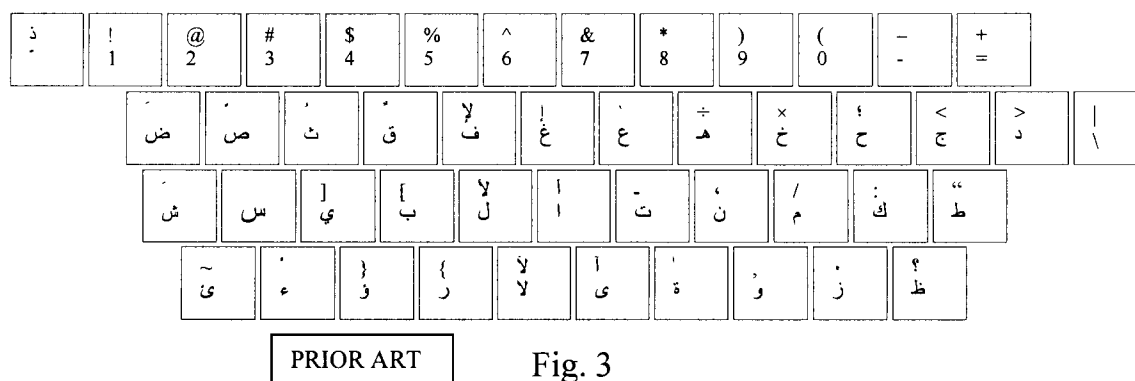 ذ ! @ # $ % ^ & * ) ( – +
1 2 3 4 5 6 7 8 9 0 - =
لإ إ ‘ ÷ × ؛ < > |
ض ص ث ق ف غ ع هـ خ ح ج د \
] [ لأ أ - ، / : “
ش س ي ب ل ا ت ن م ك ط
~ } { لآ آ ' , . ؟
ئ ء ؤ ر لا ى ة و ز ظ
PRIOR ART Fig. 3